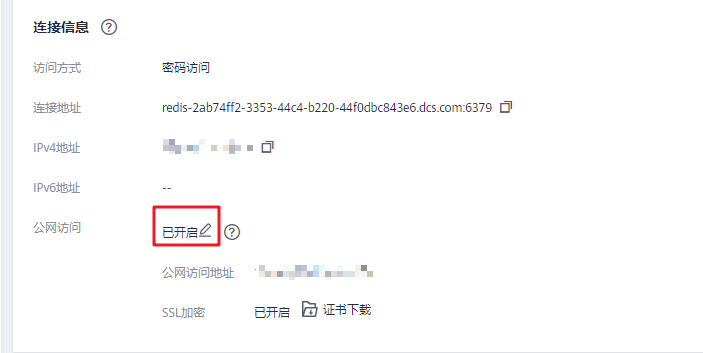 连接信息
访问方式 密码访问
连接地址 redis-2ab74ff2-3353-44c4-b220-44f0dbc843e6.dcs.com:6379
IPv4地址
IPv6地址 --
公网访问 已开启
公网访问地址
SSL加密 已开启 证书下载